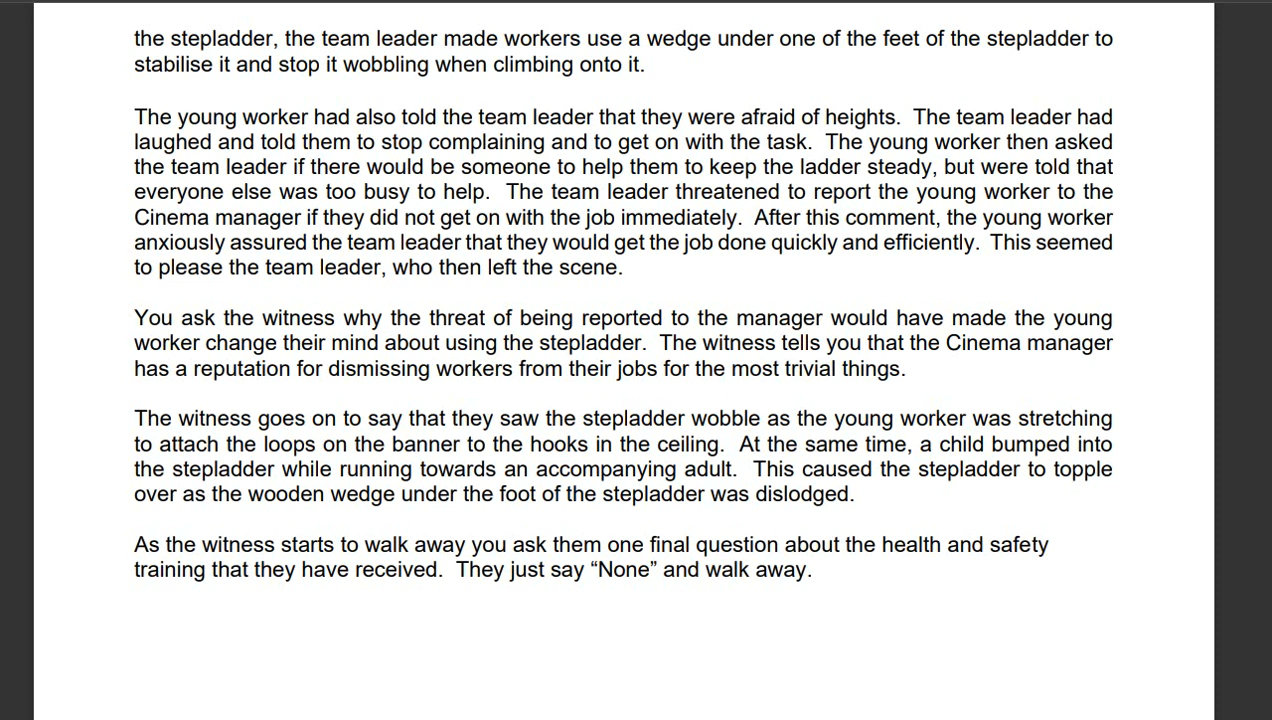 the stepladder, the team leader made workers use a wedge under one of the feet of the stepladder to
stabilise it and stop it wobbling when climbing onto it.
The young worker had also told the team leader that they were afraid of heights.  The team leader had
laughed and told them to stop complaining and to get on with the task.  The young worker then asked
the team leader if there would be someone to help them to keep the ladder steady, but were told that
everyone else was too busy to help.  The team leader threatened to report the young worker to the
Cinema manager if they did not get on with the job immediately.  After this comment, the young worker
anxiously assured the team leader that they would get the job done quickly and efficiently.  This seemed
to please the team leader, who then left the scene.
You ask the witness why the threat of being reported to the manager would have made the young
worker change their mind about using the stepladder.  The witness tells you that the Cinema manager
has a reputation for dismissing workers from their jobs for the most trivial things.
The witness goes on to say that they saw the stepladder wobble as the young worker was stretching
to attach the loops on the banner to the hooks in the ceiling.  At the same time, a child bumped into
the stepladder while running towards an accompanying adult.  This caused the stepladder to topple
over as the wooden wedge under the foot of the stepladder was dislodged.
As the witness starts to walk away you ask them one final question about the health and safety
training that they have received.  They just say “None” and walk away.